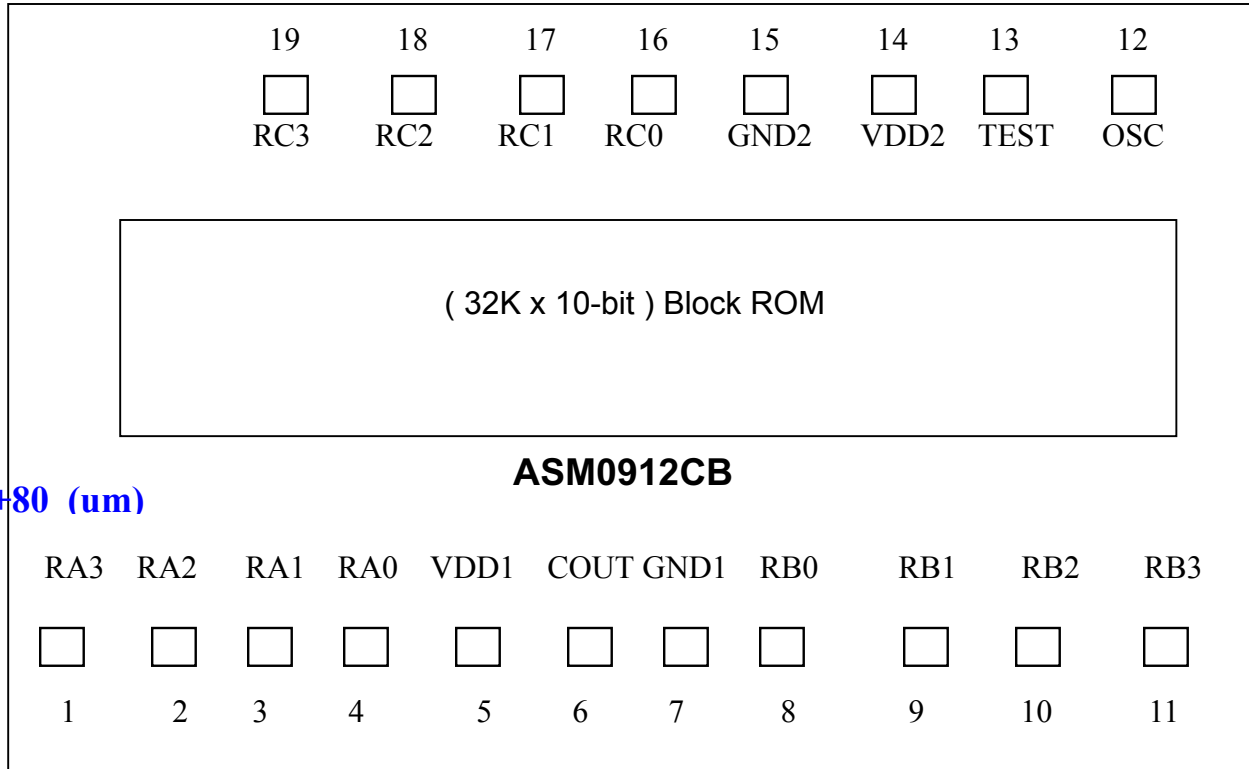 19 18 17 16 15 14 13 12
RC3 RC2 RC1 RC0 GND2 VDD2 TEST OSC
( 32K x 10-bit ) Block ROM
ASM0912CB
+80 (um)
RA3 RA2 RA1 RA0 VDD1 COUT GND1 RB0 RB1 RB2 RB3
1 2 3 4 5 6 7 8 9 10 11